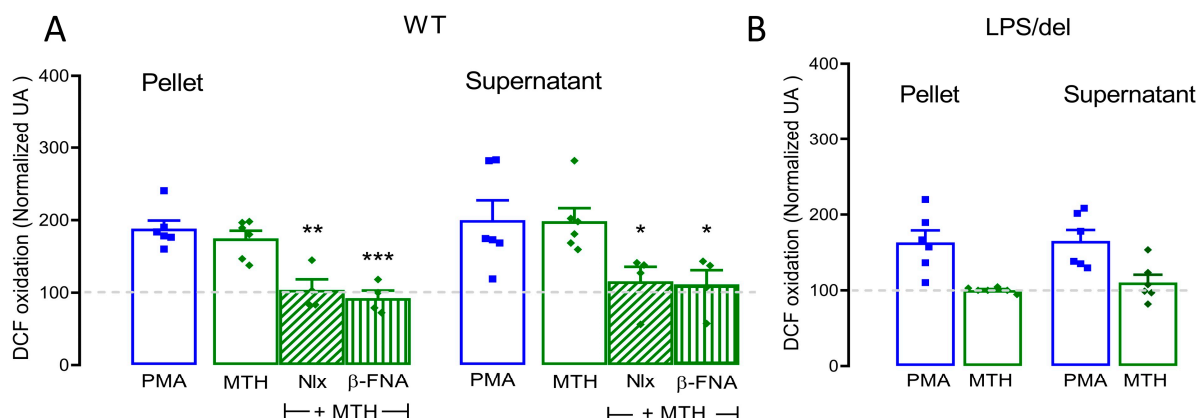 A
WT
B
LPS/del
Pellet
Supernatant
Pellet
Supernatant
DCF oxidation (Normalized UA )
400
300
200
100
0
**
***
*
*
PMA
MTH
Nlx
β-FNA
+ MTH
PMA
MTH
Nlx
β-FNA
+ MTH
DCF oxidation (Normalized UA )
400
300
200
100
0
PMA
MTH
PMA
MTH